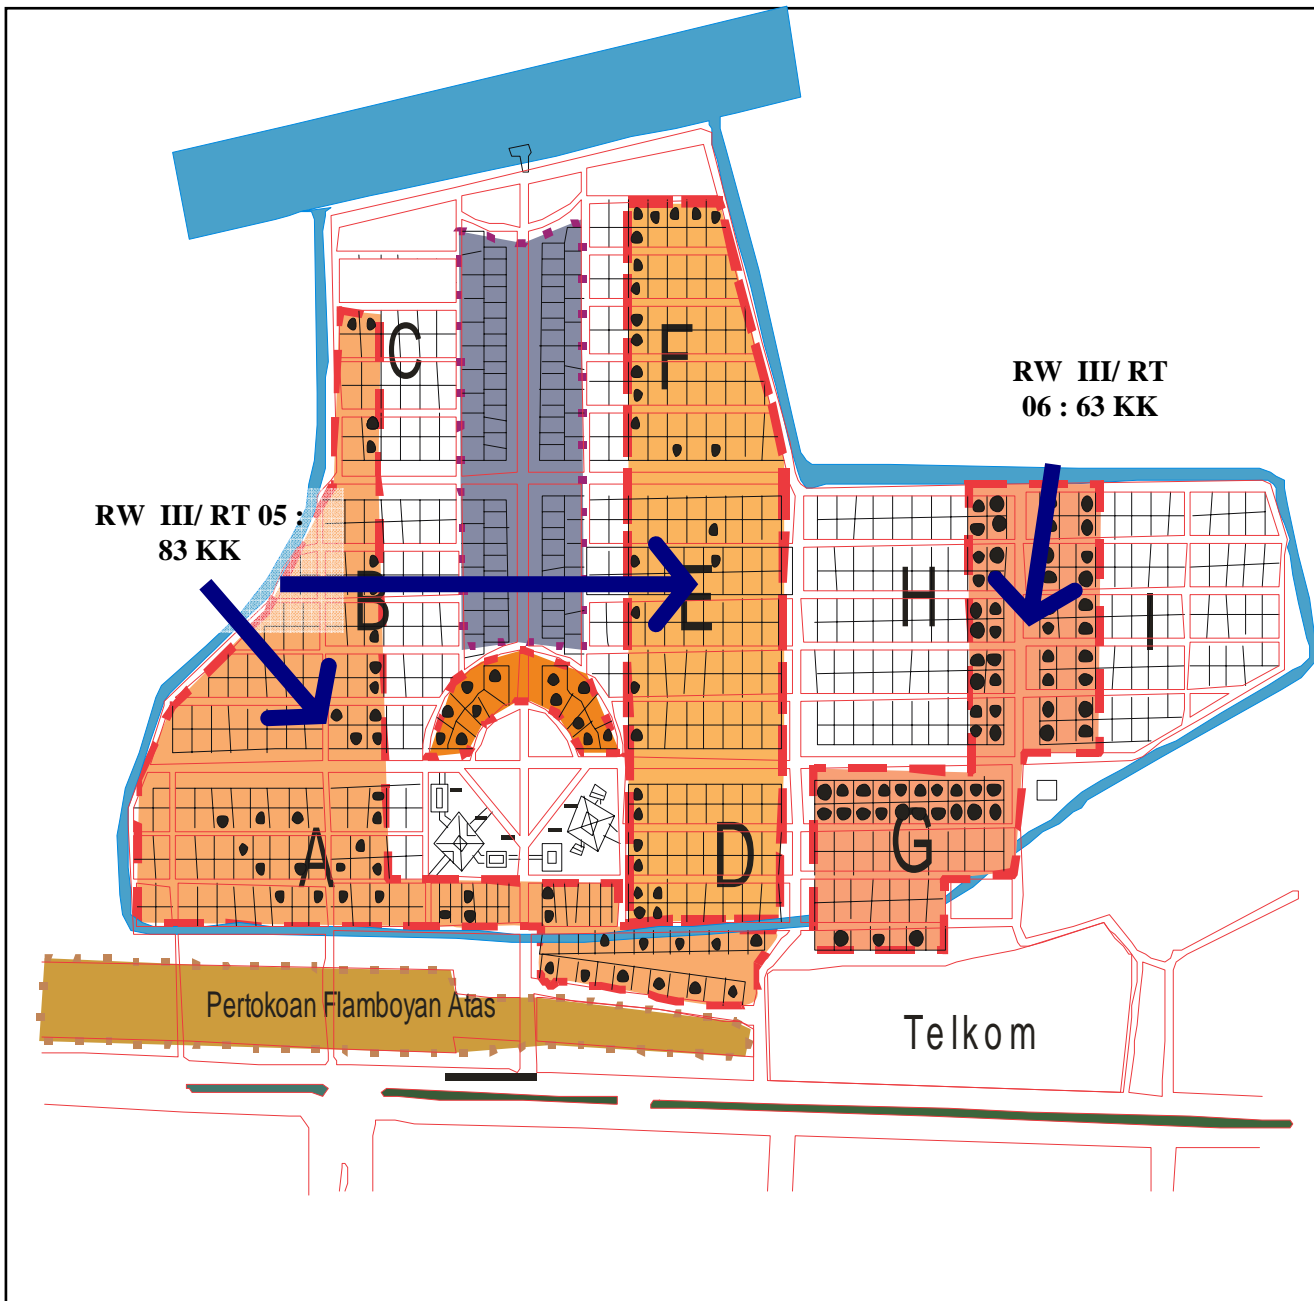 C
F
RW III/ RT
06 : 63 KK
RW III/ RT 05 :
83 KK
B
E
H
I
A
D
G
Pertokoan Flamboyan Atas
Telkom